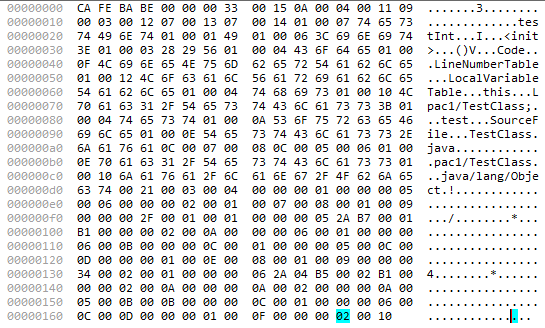 00000000 CA FE BA BE 00 00 00 33 00 15 0A 00 04 00 11 09 .......3........
00000010 00 03 00 12 07 00 13 07 00 14 01 00 07 74 65 73 .............tes
00000020 74 49 6E 74 01 00 01 49 01 00 06 3C 69 6E 69 74 tInt...I...<init
00000030 3E 01 00 03 28 29 56 01 00 04 43 6F 64 65 01 00 >...()V...Code..
00000040 0F 4C 69 6E 65 4E 75 6D 62 65 72 54 61 62 6C 65 .LineNumberTable
00000050 01 00 12 4C 6F 63 61 6C 56 61 72 69 61 62 6C 65 ...LocalVariable
00000060 54 61 62 6C 65 01 00 04 74 68 69 73 01 00 10 4C Table...this...L
00000070 70 61 63 31 2F 54 65 73 74 43 6C 61 73 73 3B 01 pac1/TestClass;.
00000080 00 04 74 65 73 74 01 00 0A 53 6F 75 72 63 65 46 ..test...SourceF
00000090 69 6C 65 01 00 0E 54 65 73 74 43 6C 61 73 73 2E ile...TestClass.
000000a0 6A 61 76 61 0C 00 07 00 08 0C 00 05 00 06 01 00 java............
000000b0 0E 70 61 63 31 2F 54 65 73 74 43 6C 61 73 73 01 .pac1/TestClass.
000000c0 00 10 6A 61 76 61 2F 6C 61 6E 67 2F 4F 62 6A 65 ..java/lang/Obje
000000d0 63 74 00 21 00 03 00 04 00 00 00 01 00 00 00 05 ct.!............
000000e0 00 06 00 00 00 02 00 01 00 07 00 08 00 01 00 09 ................
000000f0 00 00 00 2F 00 01 00 01 00 00 00 05 2A B7 00 01 .../........*...
00000100 B1 00 00 00 02 00 0A 00 00 00 06 00 01 00 00 00 ................
00000110 06 00 0B 00 00 00 0C 00 01 00 00 00 05 00 0C 00 ................
00000120 0D 00 00 00 01 00 0E 00 08 00 01 00 09 00 00 00 ................
00000130 34 00 02 00 01 00 00 00 06 2A 04 B5 00 02 B1 00 4........*......
00000140 00 00 02 00 0A 00 00 00 0A 00 02 00 00 00 0A 00 ................
00000150 05 00 0B 00 0B 00 00 00 0C 00 01 00 00 00 06 00 ................
00000160 0C 00 0D 00 00 00 01 00 0F 00 00 00 02 00 10 ...............